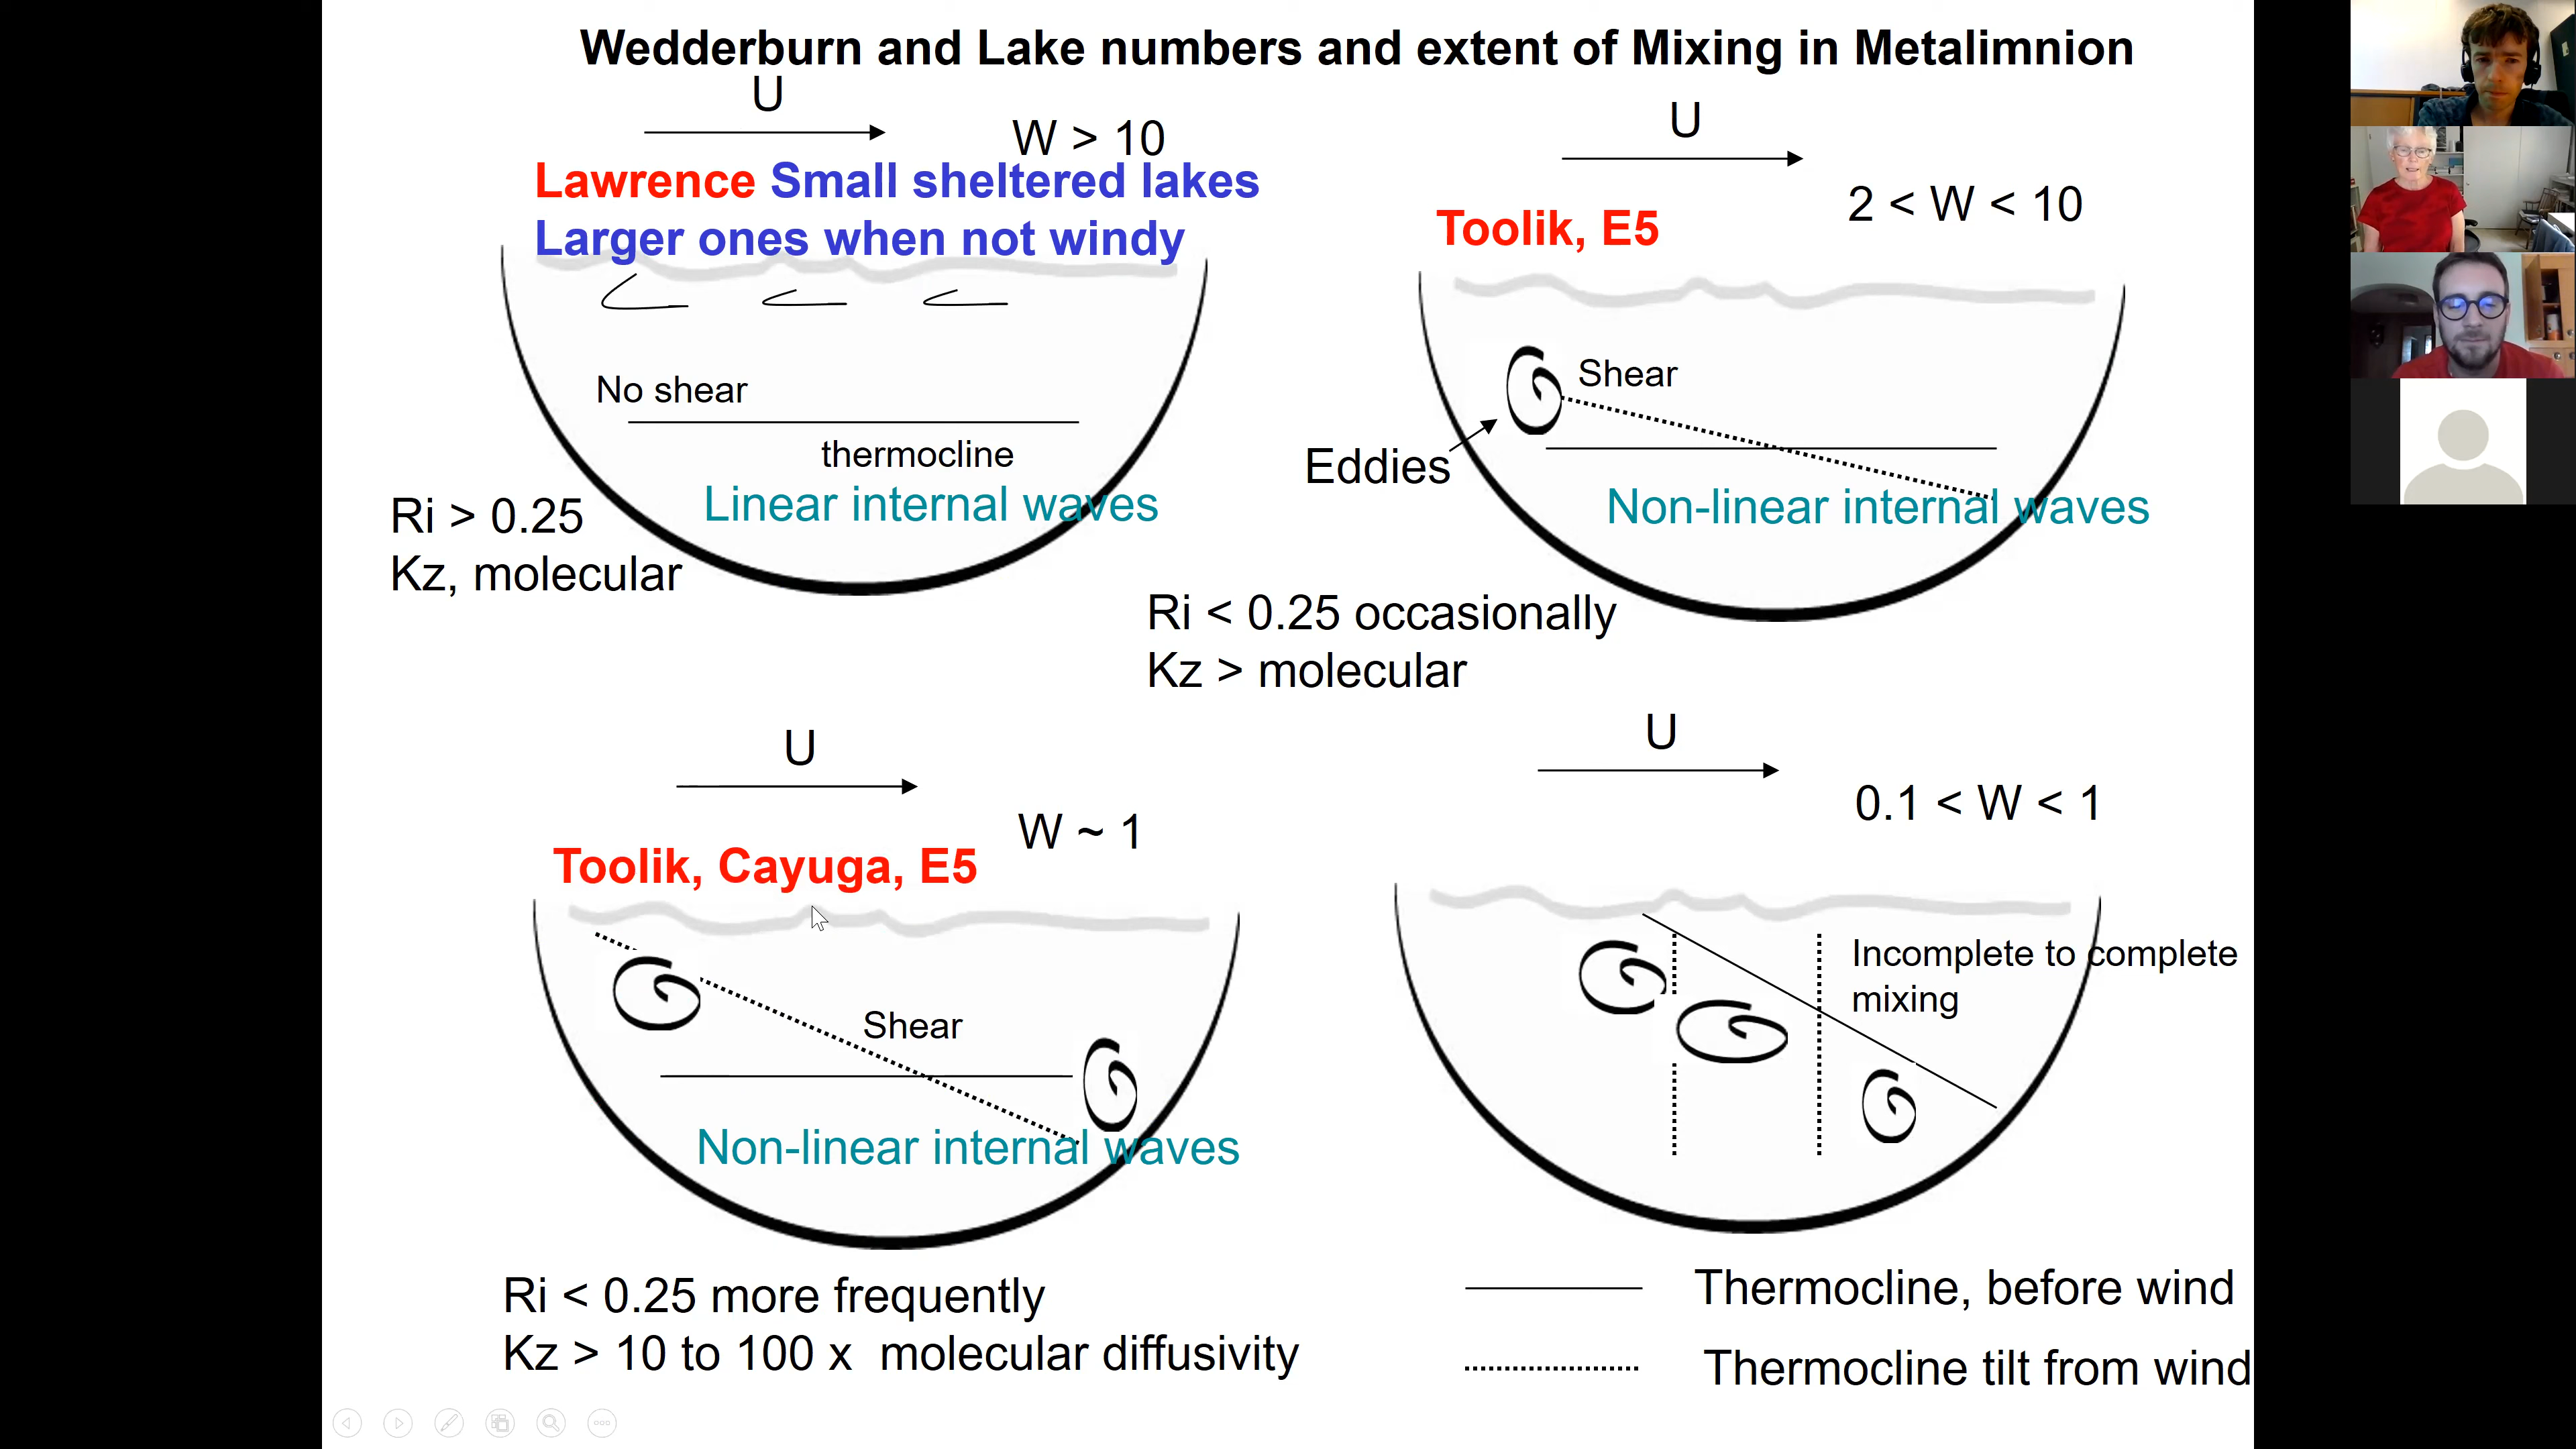 Wedderburn and Lake numbers and extent of Mixing in Metalimnion
U
W > 10
Lawrence Small sheltered lakes
Larger ones when not windy
No shear
thermocline
Linear internal waves
Ri > 0.25
Kz, molecular
U
2 < W < 10
Toolik, E5
Shear
Eddies
Non-linear internal waves
Ri < 0.25 occasionally
Kz > molecular
U
W ~ 1
Toolik, Cayuga, E5
Shear
Non-linear internal waves
Ri < 0.25 more frequently
Kz > 10 to 100 x molecular diffusivity
U
0.1 < W < 1
Incomplete to complete
mixing
Thermocline, before wind
Thermocline tilt from wind